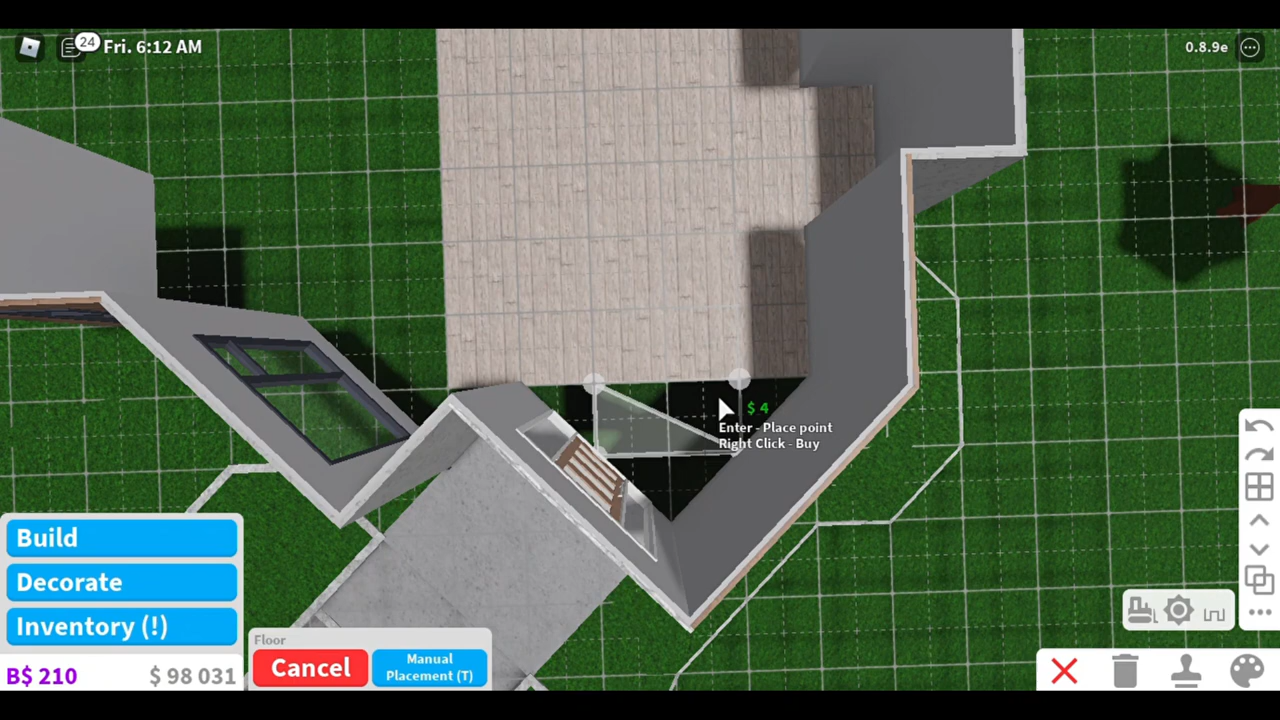 24
Fri. 6:12 AM
0.8.9e
$ 4
Enter - Place point
Right Click - Buy
Build
Decorate
Inventory (!)
B$ 210
$ 98 031
Floor
Cancel
Manual
Placement (T)